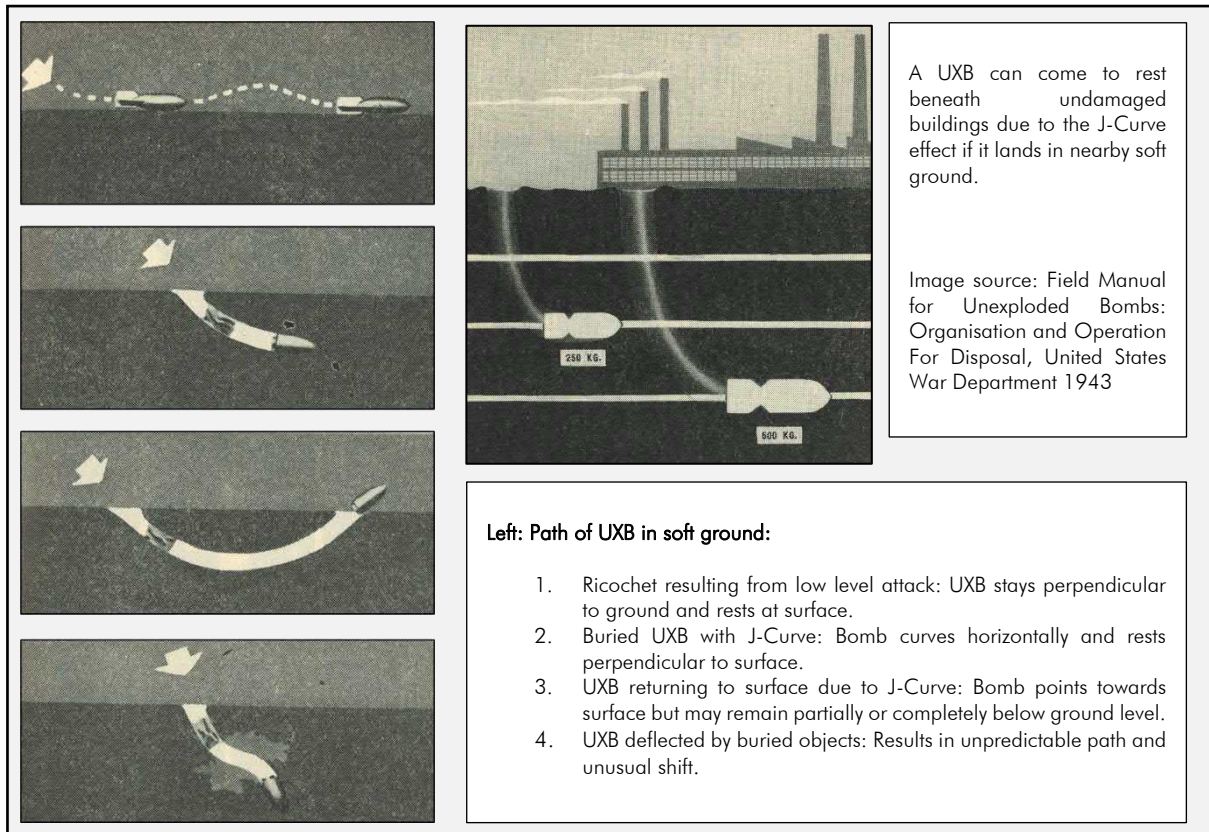 A UXB can come to rest
beneath undamaged
buildings due to the J-Curve
effect if it lands in nearby soft
ground.
Image source: Field Manual
for Unexploded Bombs:
Organisation and Operation
For Disposal, United States
War Department 1943
250 KG.
500 KG.
Left: Path of UXB in soft ground:
1. Ricochet resulting from low level attack: UXB stays perpendicular
to ground and rests at surface.
2. Buried UXB with J-Curve: Bomb curves horizontally and rests
perpendicular to surface.
3. UXB returning to surface due to J-Curve: Bomb points towards
surface but may remain partially or completely below ground level.
4. UXB deflected by buried objects: Results in unpredictable path and
unusual shift.